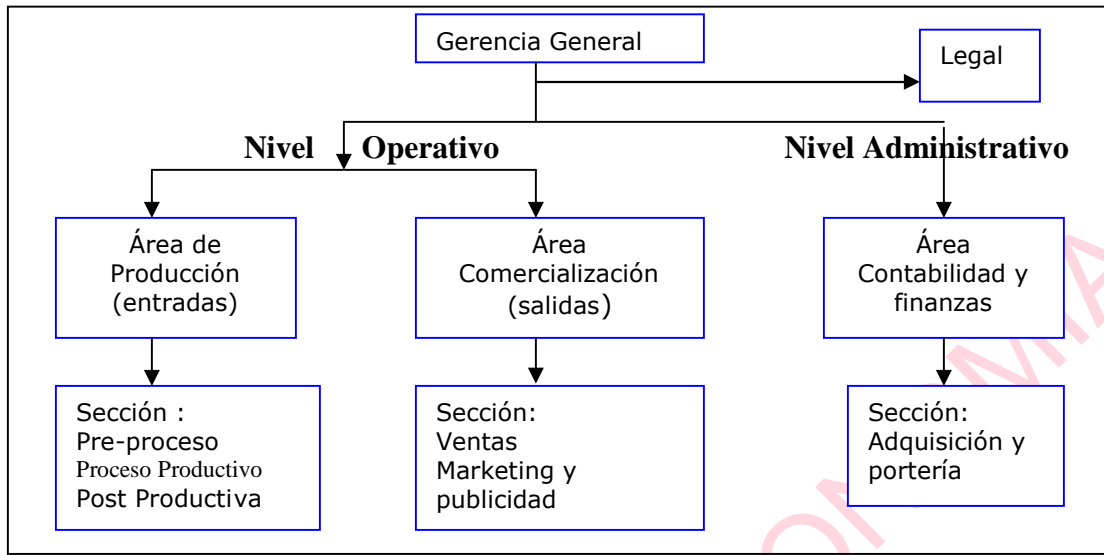 Gerencia General
Legal
Nivel Operativo
Nivel Administrativo
Área de
Producción
(entradas)
Área
Comercialización
(salidas)
Área
Contabilidad y
finanzas
Sección :
Pre-proceso
Proceso Productivo
Post Productiva
Sección:
Ventas
Marketing y
publicidad
Sección:
Adquisición y
portería